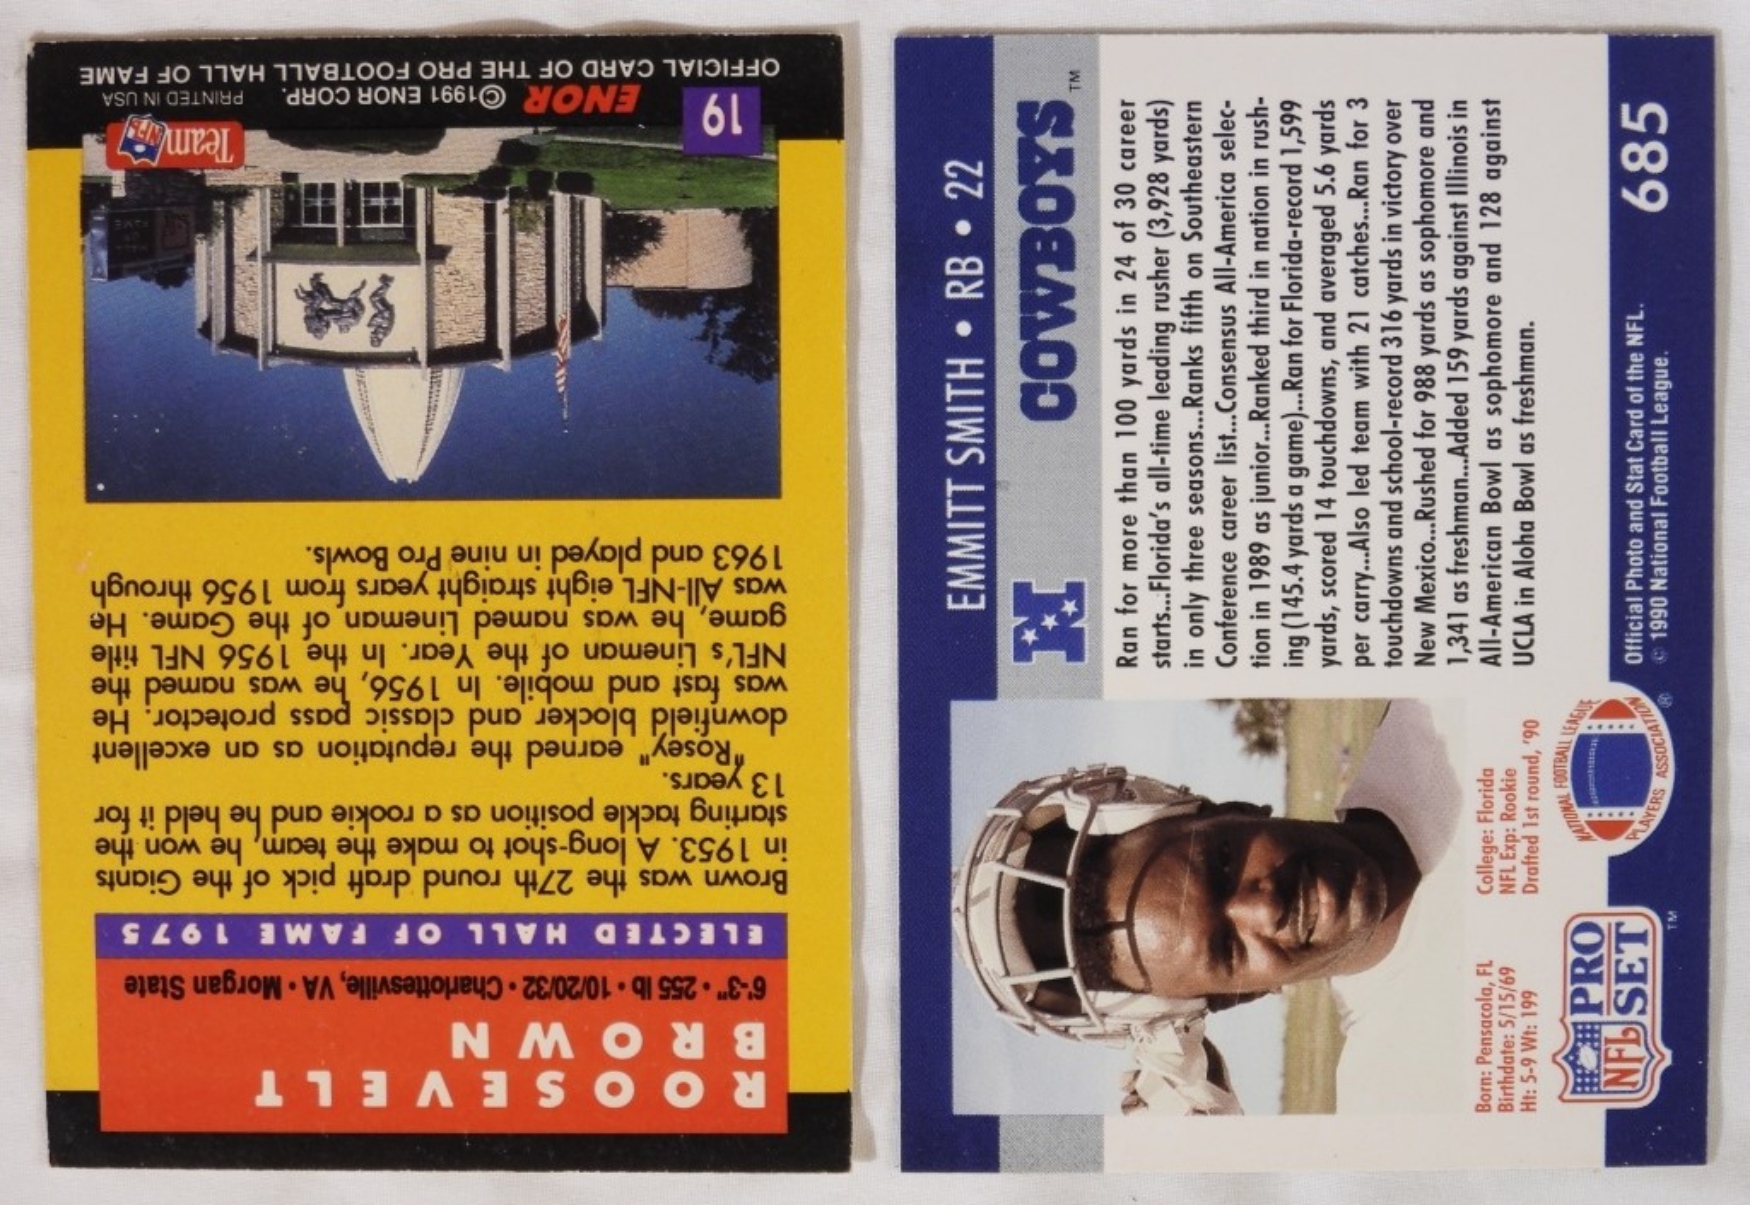 ROOSEVELT
BROWN
6'-3" • 255 lb • 10/20/32 • Charlottesville, VA • Morgan State
ELECTED HALL OF FAME 1975
Brown was the 27th round draft pick of the Giants
in 1953. A long-shot to make the team, he won the
starting tackle position as a rookie and he held it for
13 years.
"Rosey" earned the reputation as an excellent
downfield blocker and classic pass protector. He
was fast and mobile. In 1956, he was named the
NFL's Lineman of the Year. In the 1956 NFL title
game, he was named Lineman of the Game. He
was All-NFL eight straight years from 1956 through
1963 and played in nine Pro Bowls.
Team NFL
19
ENOR ©1991 ENOR CORP. PRINTED IN USA
OFFICIAL CARD OF THE PRO FOOTBALL HALL OF FAME
EMMITT SMITH • RB • 22
N COWBOYS™
Ran for more than 100 yards in 24 of 30 career
starts...Florida's all-time leading rusher (3,928 yards)
in only three seasons...Ranks fifth on Southeastern
Conference career list...Consensus All-America selec-
tion in 1989 as junior...Ranked third in nation in rush-
ing (145.4 yards a game)...Ran for Florida-record 1,599
yards, scored 14 touchdowns, and averaged 5.6 yards
per carry...Also led team with 21 catches...Ran for 3
touchdowns and school-record 316 yards in victory over
New Mexico...Rushed for 988 yards as sophomore and
1,341 as freshman...Added 159 yards against Illinois in
All-American Bowl as sophomore and 128 against
UCLA in Aloha Bowl as freshman.
Born: Pensacola, FL
Birthdate: 5/15/69
Ht: 5-9 Wt: 199
College: Florida
NFL Exp: Rookie
Drafted 1st round, '90
NFL PRO SET™
NATIONAL FOOTBALL LEAGUE
PLAYERS ASSOCIATION®
Official Photo and Stat Card of the NFL.
© 1990 National Football League.
685